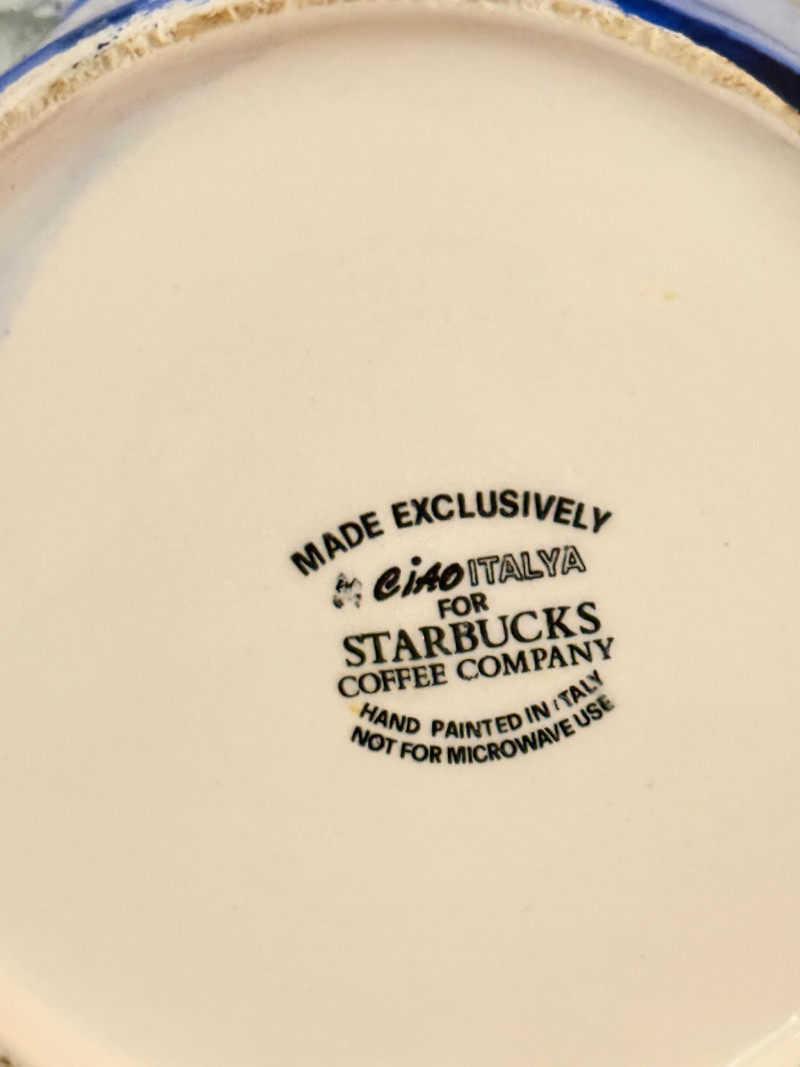 MADE EXCLUSIVELY
CiAO ITALYA
FOR
STARBUCKS
COFFEE COMPANY
HAND PAINTED IN ITALY
NOT FOR MICROWAVE USE